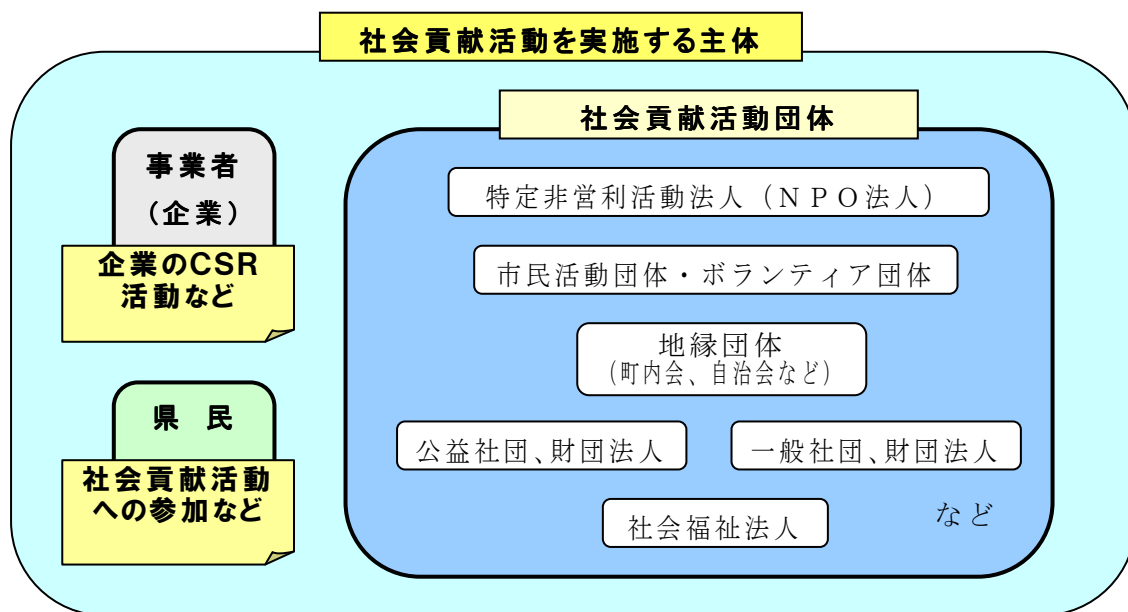 社会貢献活動を実施する主体
社会貢献活動団体
事業者
（企業）
企業のCSR
活動など
県 民
社会貢献活動
への参加など
特定非営利活動法人（ＮＰＯ法人）
市民活動団体・ボランティア団体
地縁団体
（町内会、自治会など）
公益社団、財団法人
一般社団、財団法人
社会福祉法人
など